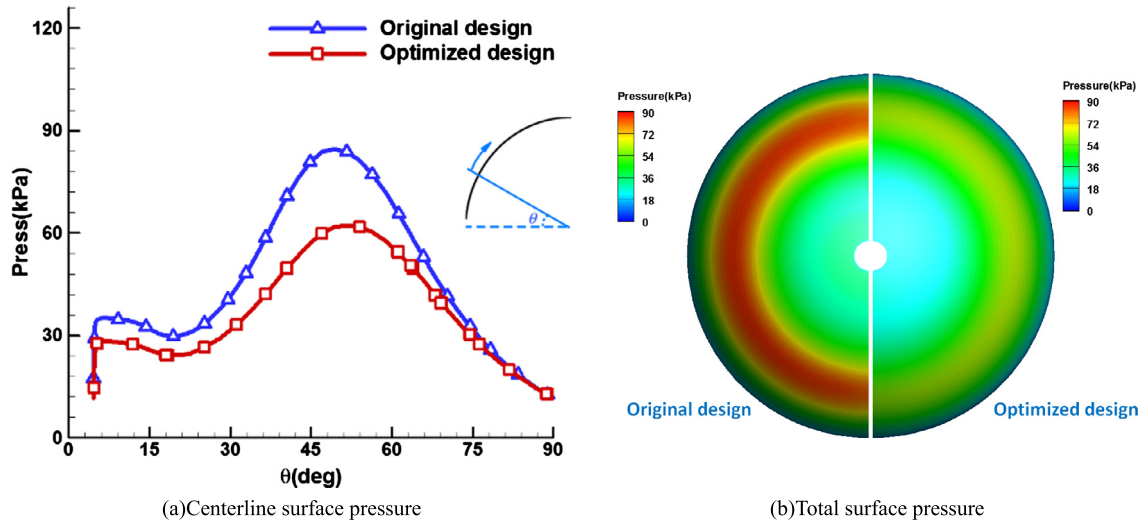 120
90
60
30
0
Press(kPa)
Original design
Optimized design
θ
0 15 30 45 60 75 90
θ(deg)
(a)Centerline surface pressure
Pressure(kPa)
90
72
54
36
18
0
Pressure(kPa)
90
72
54
36
18
0
Original design
Optimized design
(b)Total surface pressure